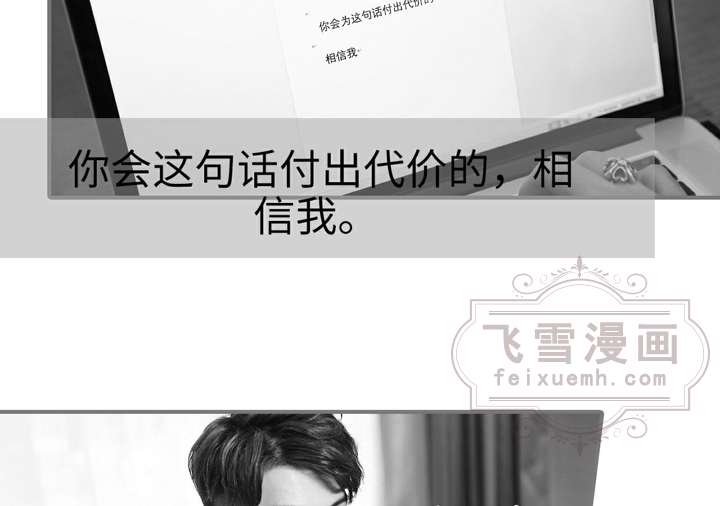 你会为这句话付出代价的
相信我
你会这句话付出代价的，相
信我。
飞雪漫画
feixuemh.com